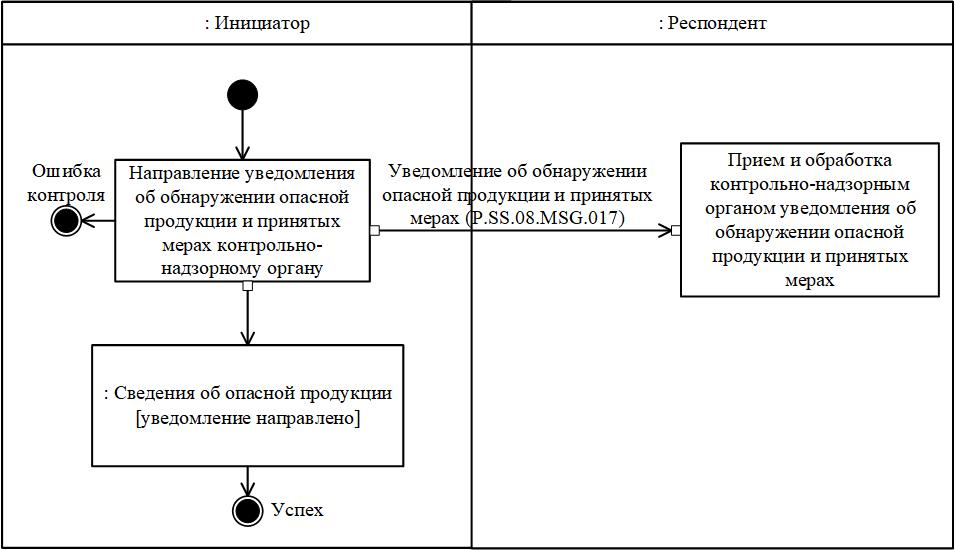 : Инициатор
: Респондент
Ошибка
контроля
Направление уведомления
об обнаружении опасной
продукции и принятых
мерах контрольно-
надзорному органу
Уведомление об обнаружении
опасной продукции и принятых
мерах (P.SS.08.MSG.017)
Прием и обработка
контрольно-надзорным
органом уведомления об
обнаружении опасной
продукции и принятых
мерах
: Сведения об опасной продукции
[уведомление направлено]
Успех